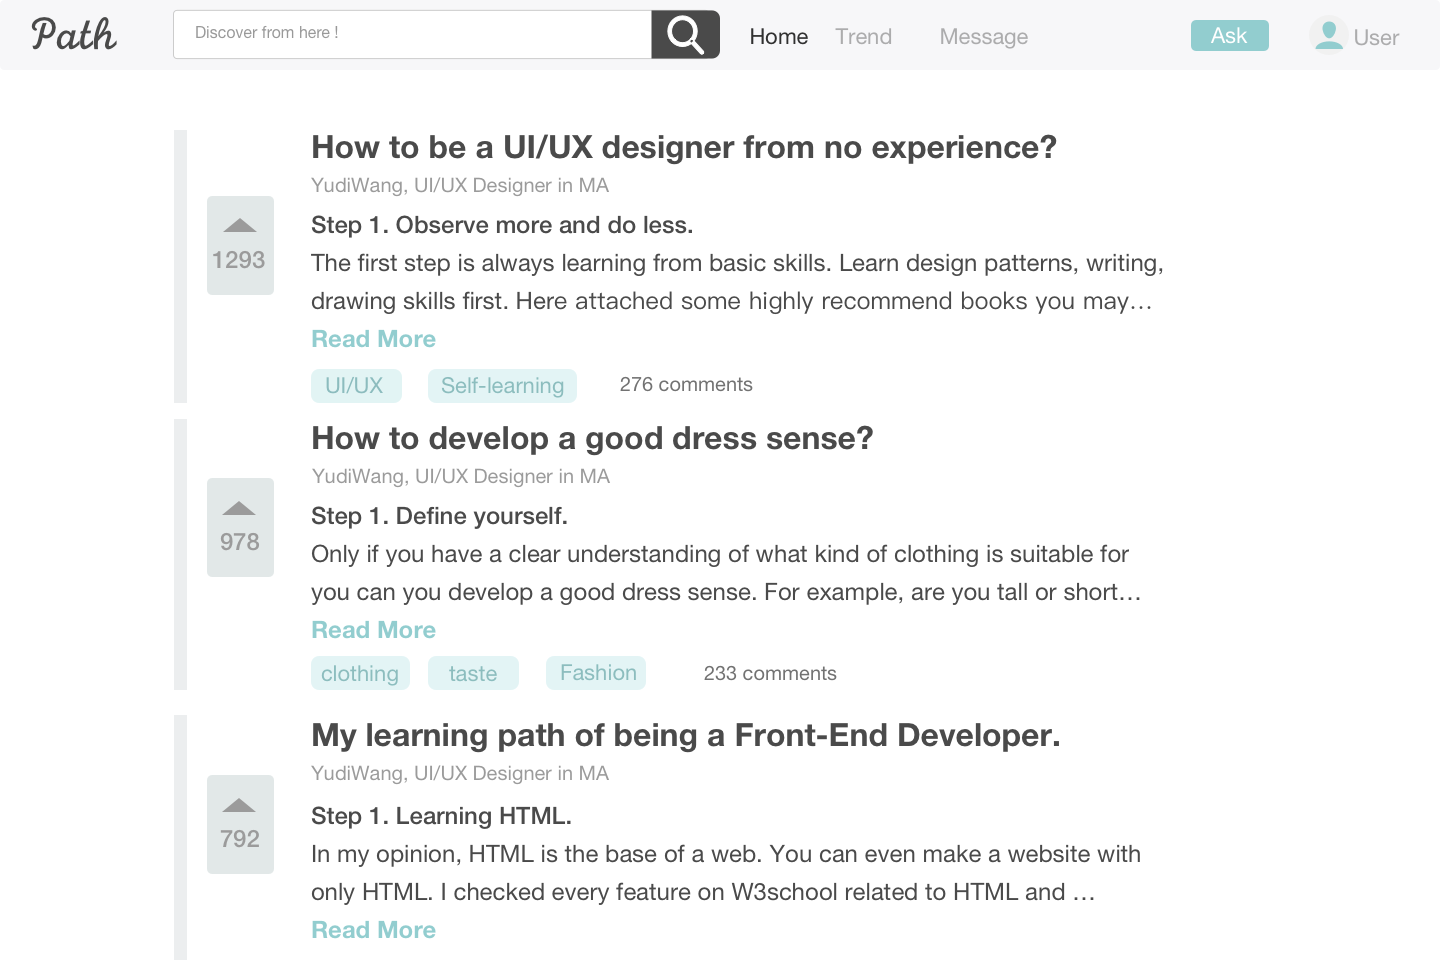 Path Discover from here ! Home Trend Message Ask User
How to be a UI/UX designer from no experience?
YudiWang, UI/UX Designer in MA
Step 1. Observe more and do less.
1293
The first step is always learning from basic skills. Learn design patterns, writing,
drawing skills first. Here attached some highly recommend books you may…
Read More
UI/UX Self-learning 276 comments
How to develop a good dress sense?
YudiWang, UI/UX Designer in MA
Step 1. Define yourself.
978
Only if you have a clear understanding of what kind of clothing is suitable for
you can you develop a good dress sense. For example, are you tall or short…
Read More
clothing taste Fashion 233 comments
My learning path of being a Front-End Developer.
YudiWang, UI/UX Designer in MA
Step 1. Learning HTML.
792
In my opinion, HTML is the base of a web. You can even make a website with
only HTML. I checked every feature on W3school related to HTML and …
Read More